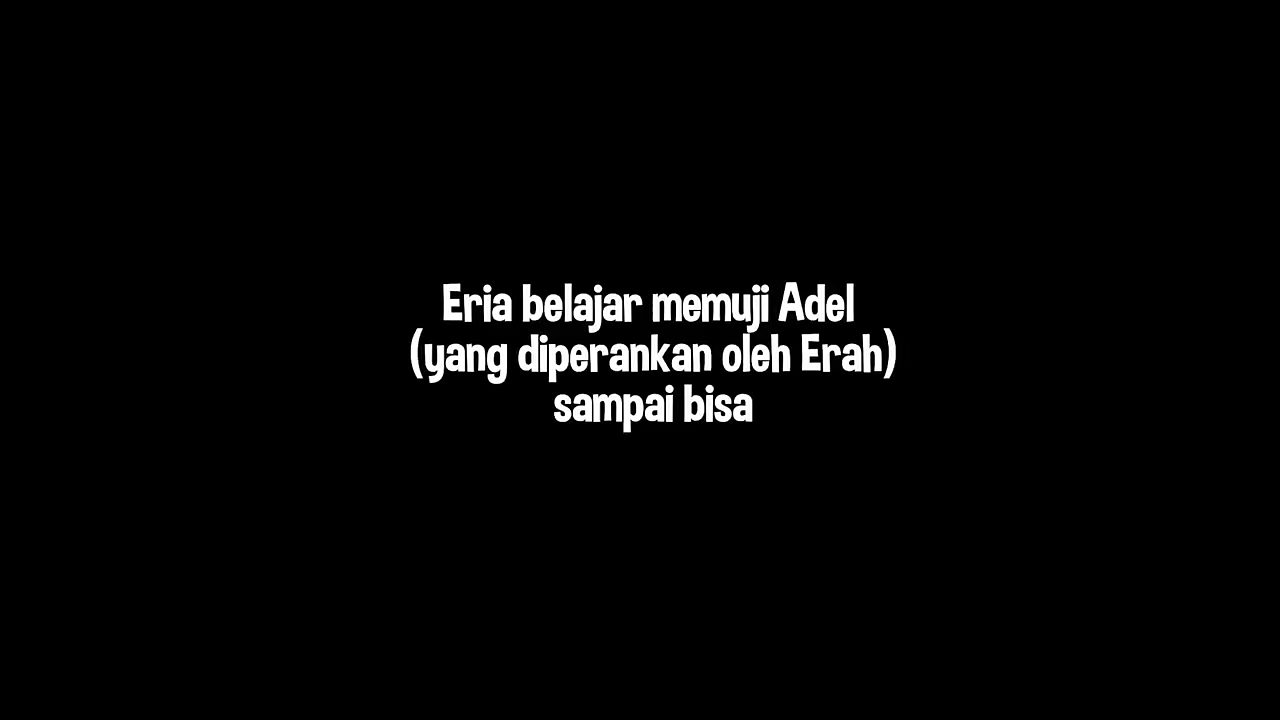 Eria belajar memuji Adel
(yang diperankan oleh Erah)
sampai bisa